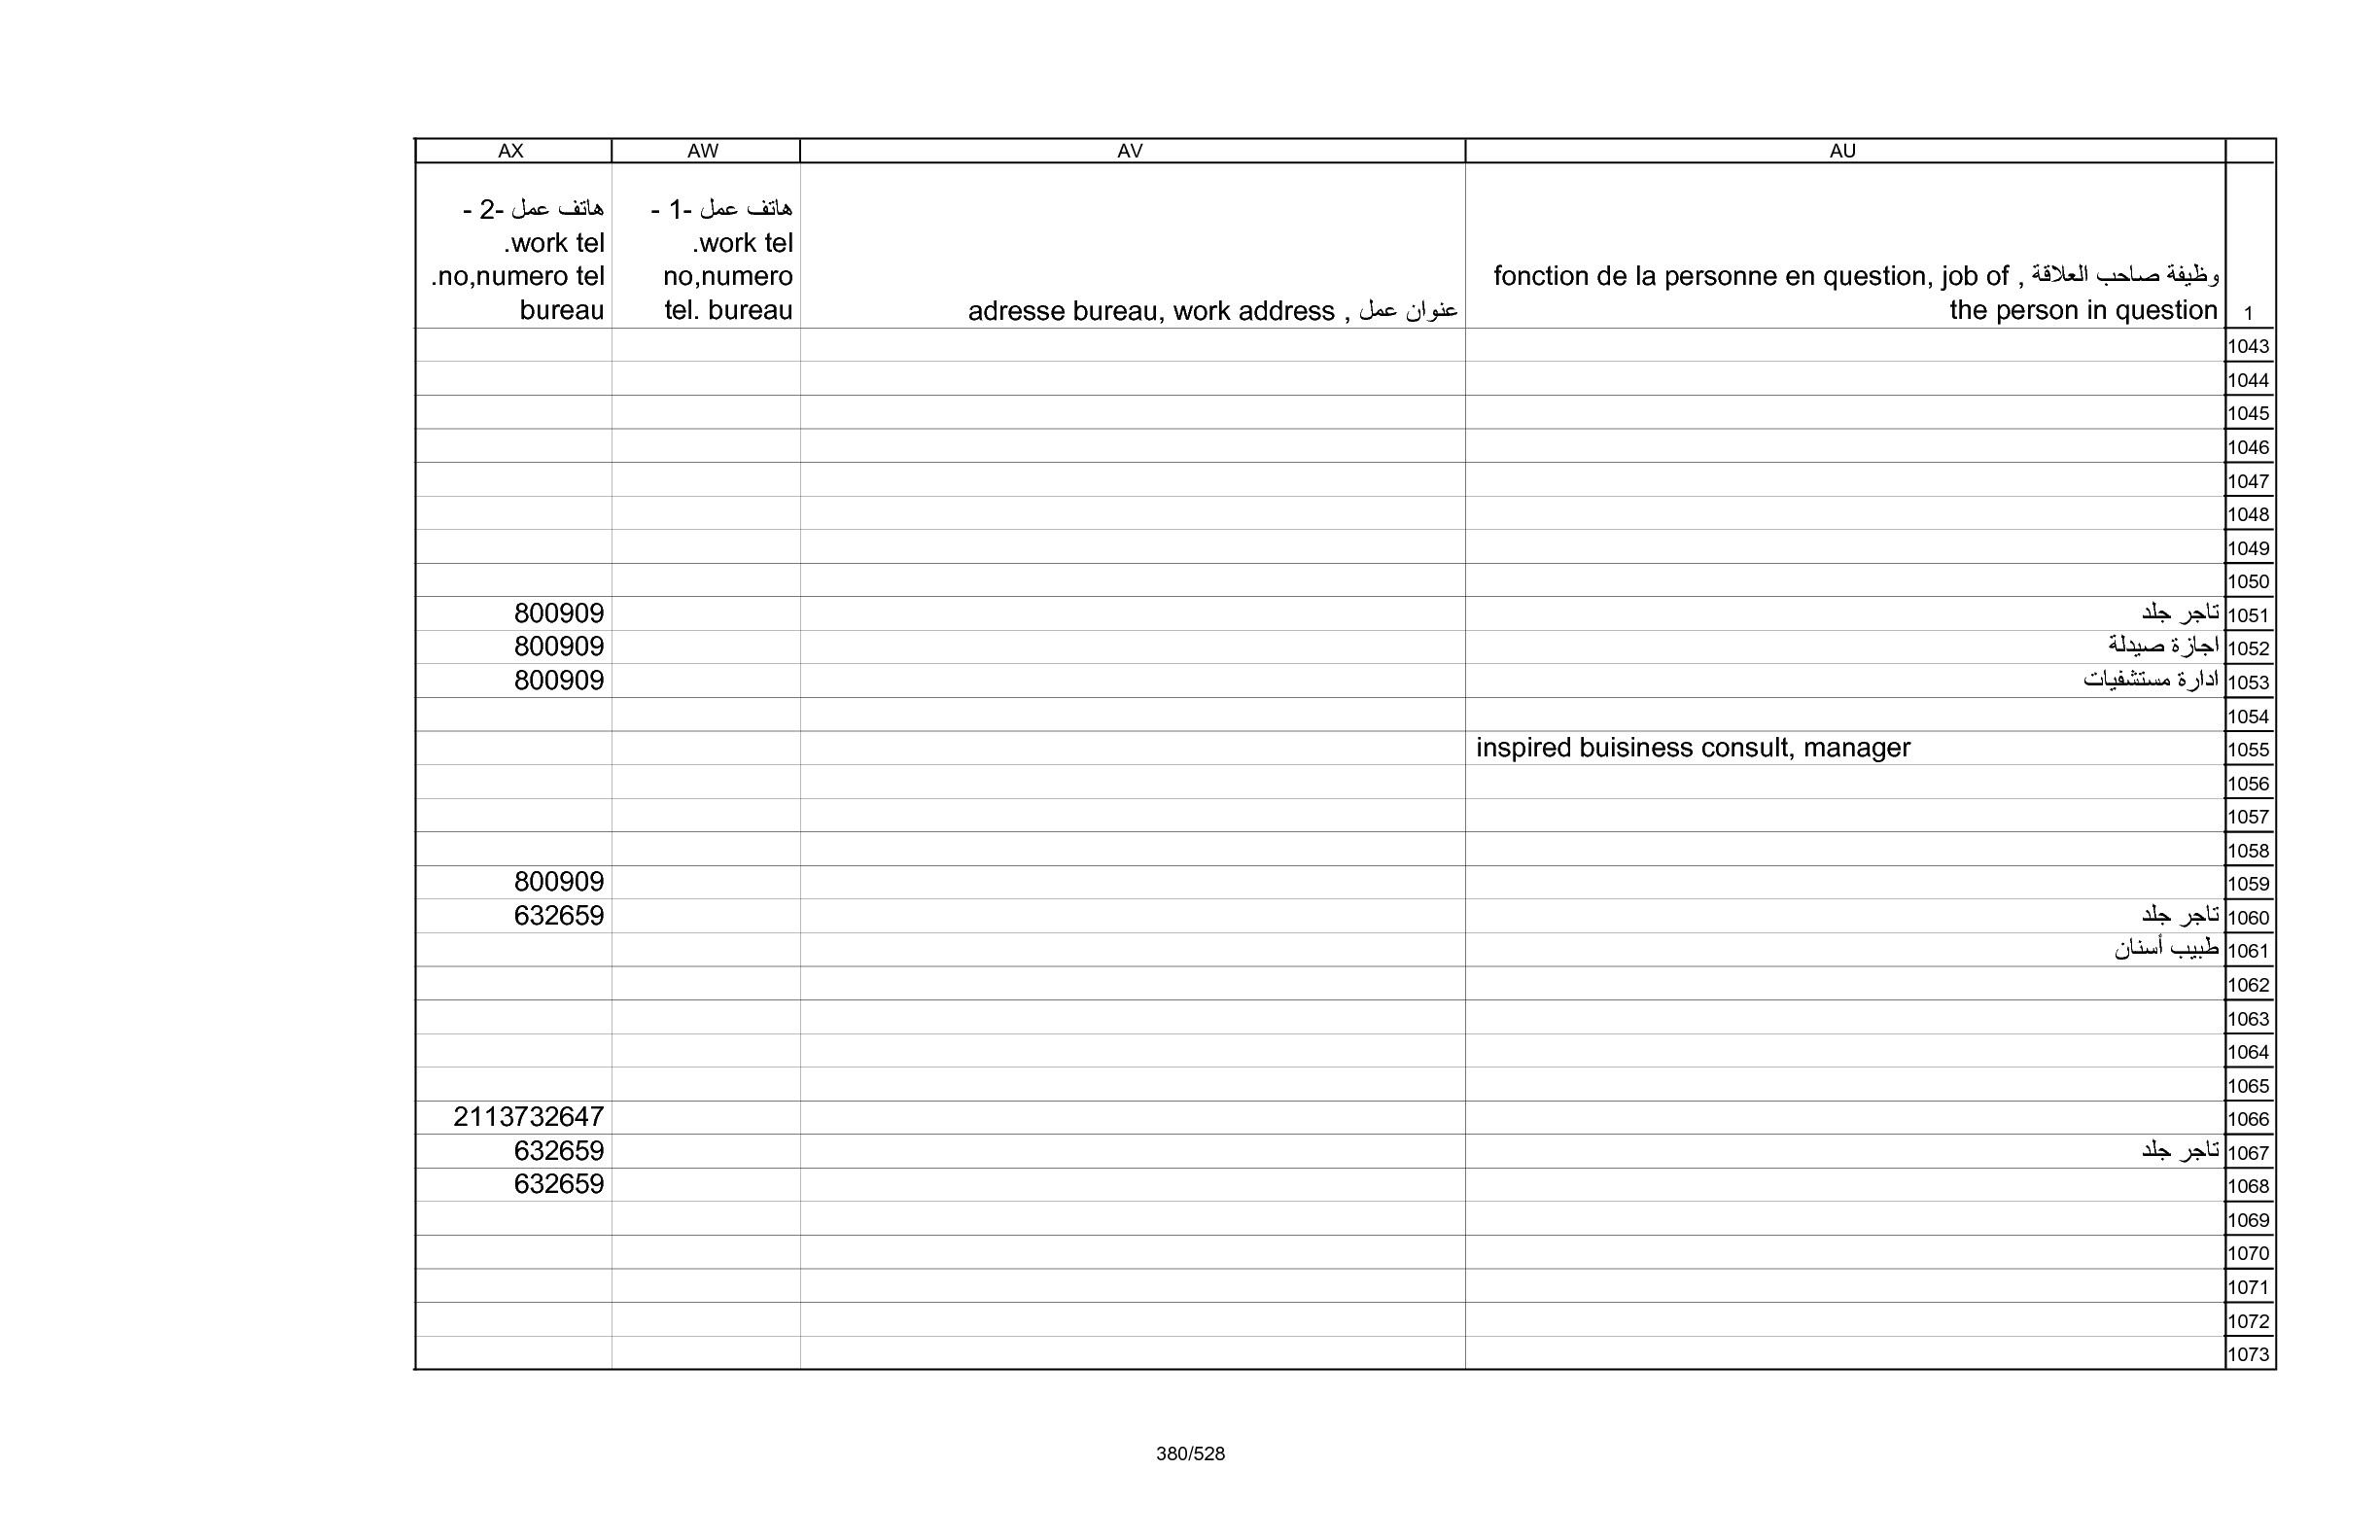 AX AW AV AU
هاتف عمل -2- work tel. no,numero tel. bureau
هاتف عمل -1- work tel. no,numero tel. bureau
عنوان عمل , adresse bureau, work address
وظيفة صاحب العلاقة , fonction de la personne en question, job of the person in question
1
1043
1044
1045
1046
1047
1048
1049
1050
1051 تاجر جلد 800909
1052 اجازة صيدلة 800909
1053 ادارة مستشفيات 800909
1054
1055 inspired buisiness consult, manager
1056
1057
1058
1059 800909
1060 تاجر جلد 632659
1061 طبيب أسنان
1062
1063
1064
1065
1066 2113732647
1067 تاجر جلد 632659
1068 632659
1069
1070
1071
1072
1073
380/528